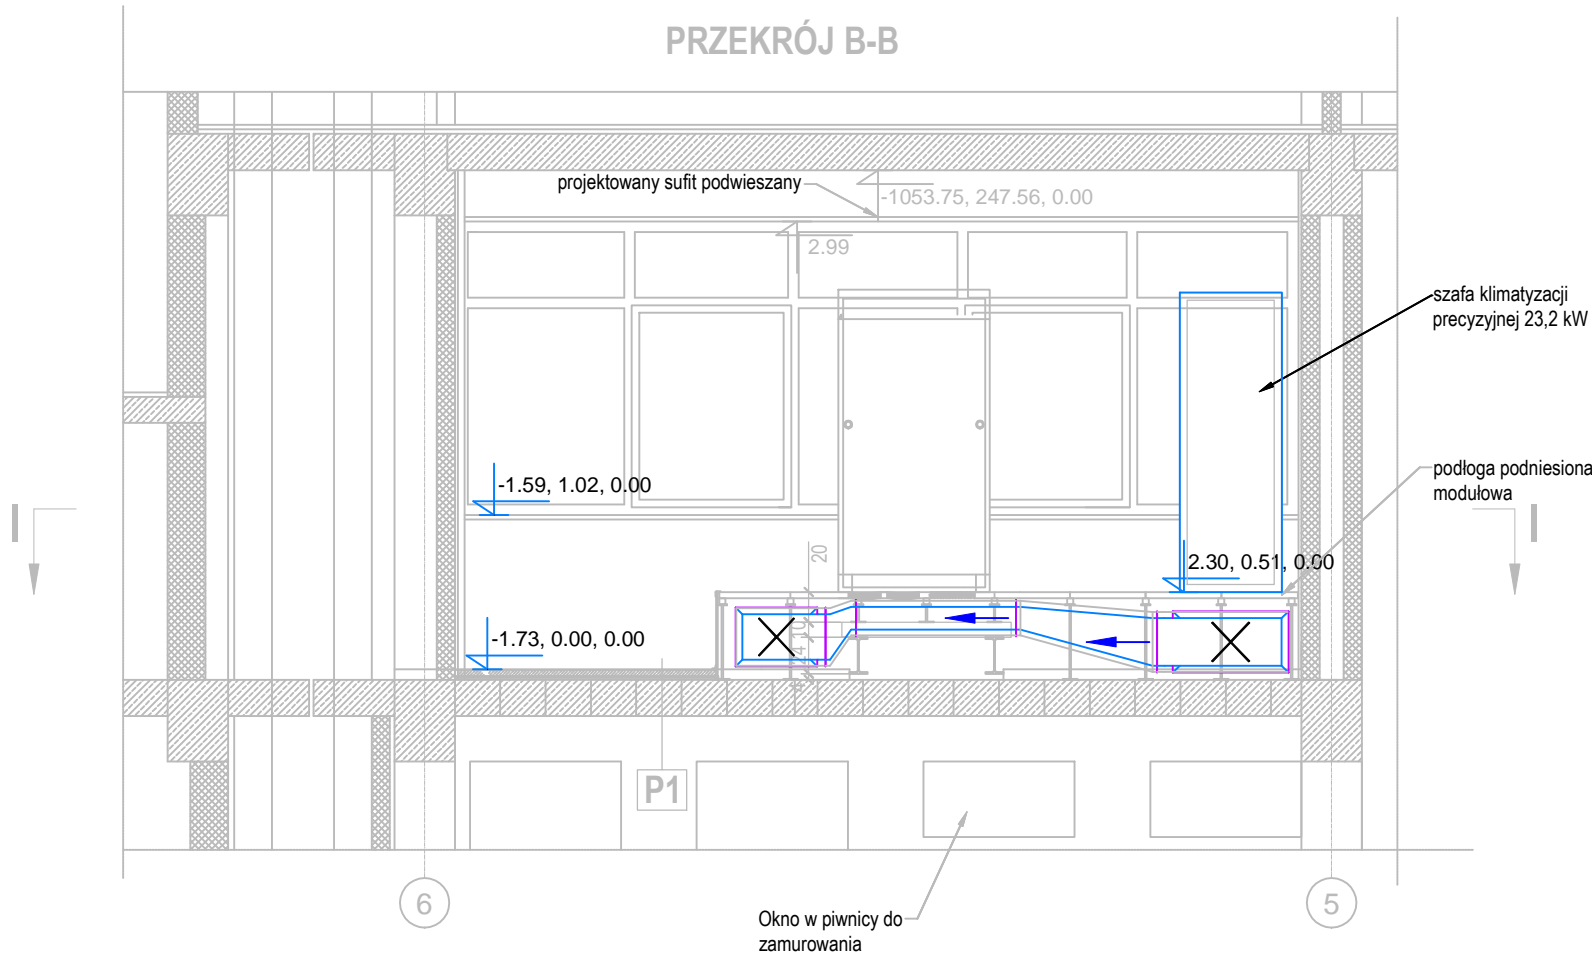 PRZEKRÓJ B-B
projektowany sufit podwieszany
-1053.75, 247.56, 0.00
2.99
szafa klimatyzacji
precyzyjnej 23,2 kW
podłoga podniesiona
modułowa
-1.59, 1.02, 0.00
I
I
20
2.30, 0.51, 0.00
-1.73, 0.00, 0.00
10
24
P1
6
5
Okno w piwnicy do
zamurowania